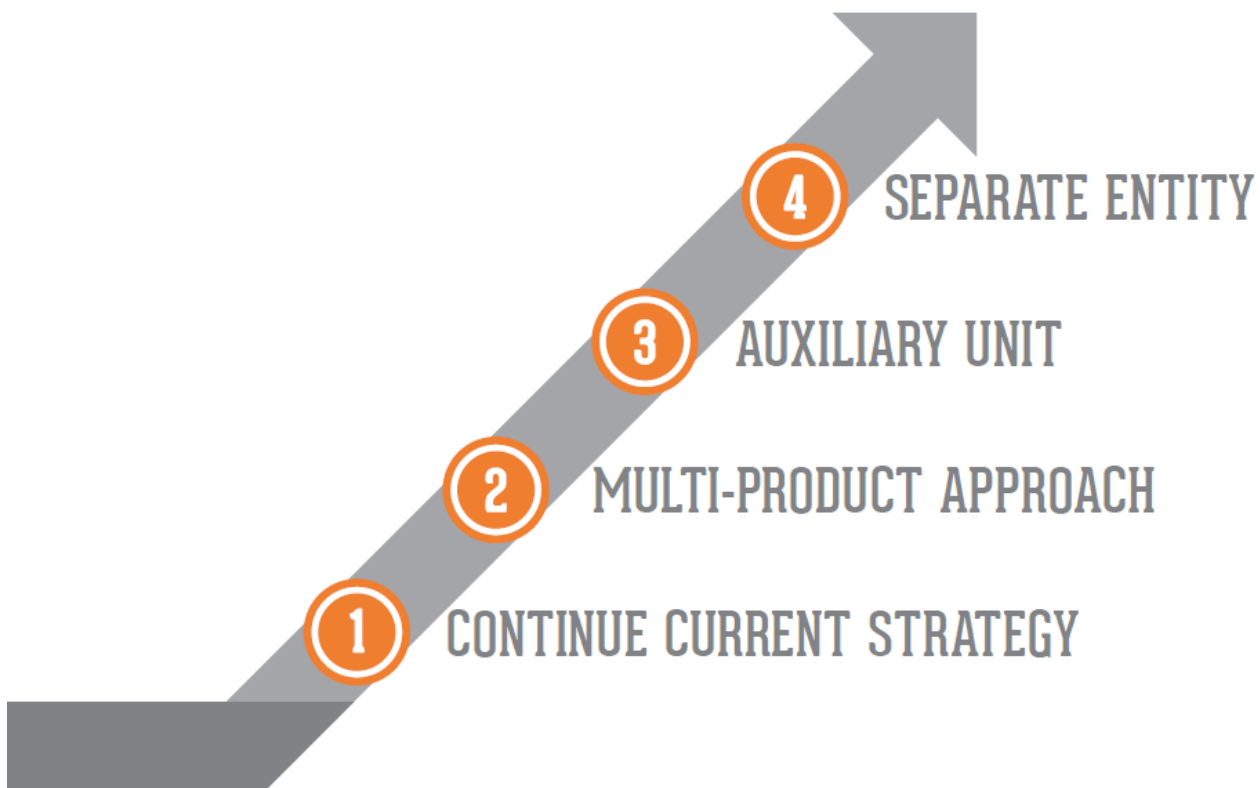 4 SEPARATE ENTITY
3 AUXILIARY UNIT
2 MULTI-PRODUCT APPROACH
1 CONTINUE CURRENT STRATEGY